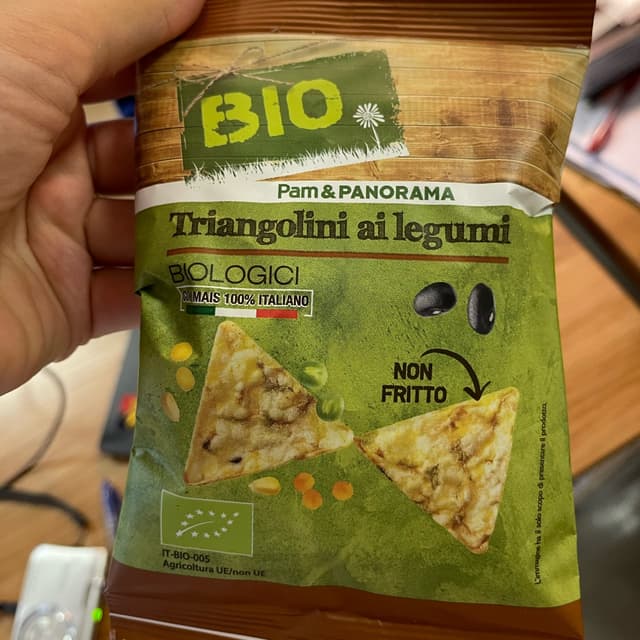 BIO
Pam & PANORAMA
Triangolini ai legumi
BIOLOGICI
CON MAIS 100% ITALIANO
NON
FRITTO
IT-BIO-005
Agricoltura UE/non UE
L'immagine ha il solo scopo di presentare il prodotto.